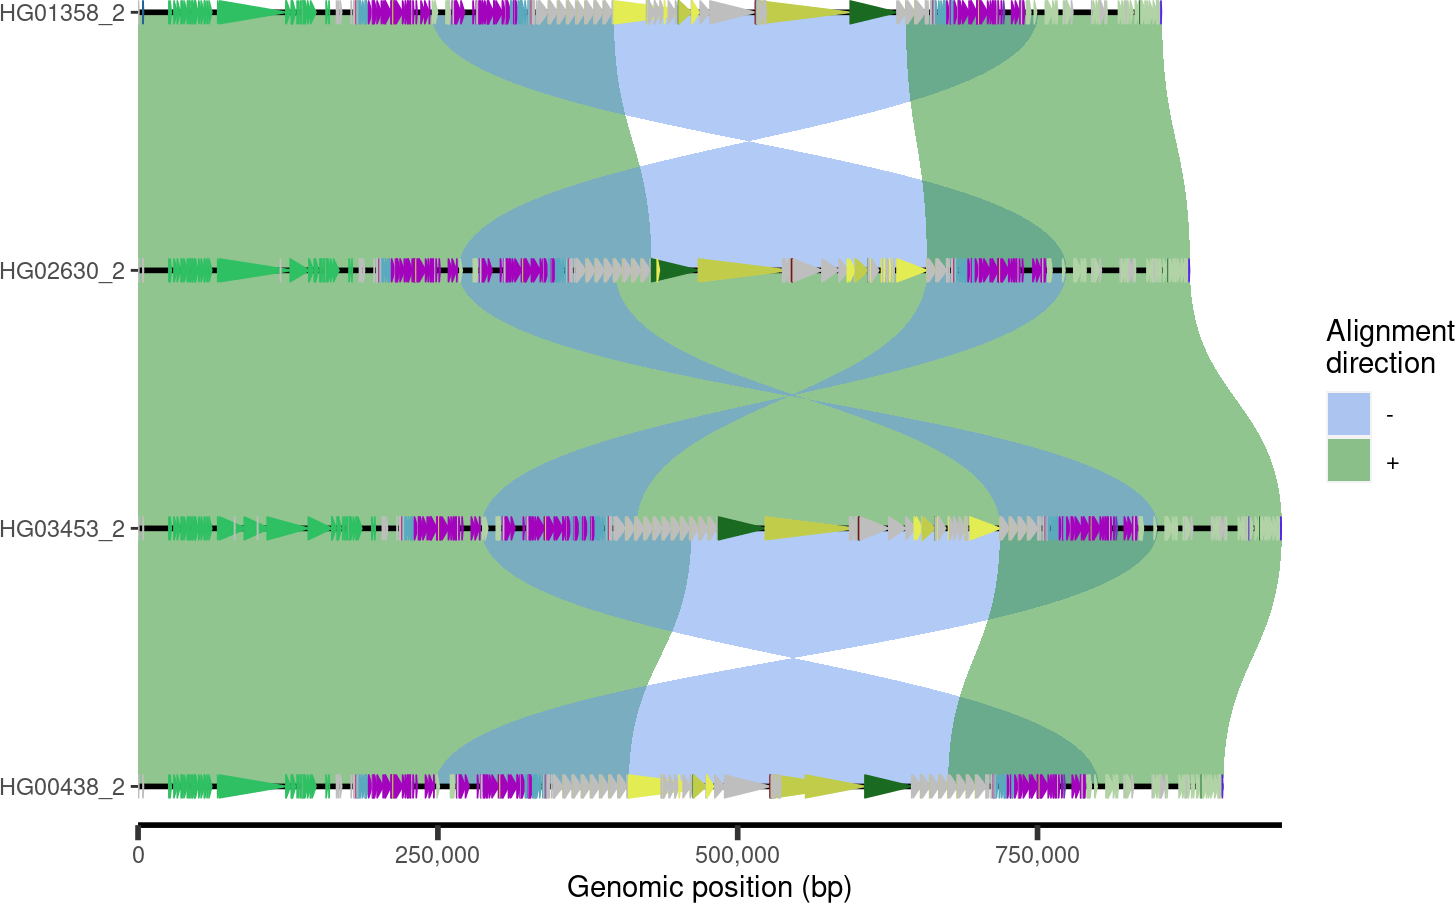 HG01358_2
HG02630_2
HG03453_2
HG00438_2
0
250,000
500,000
750,000
Genomic position (bp)
Alignment
direction
-
+